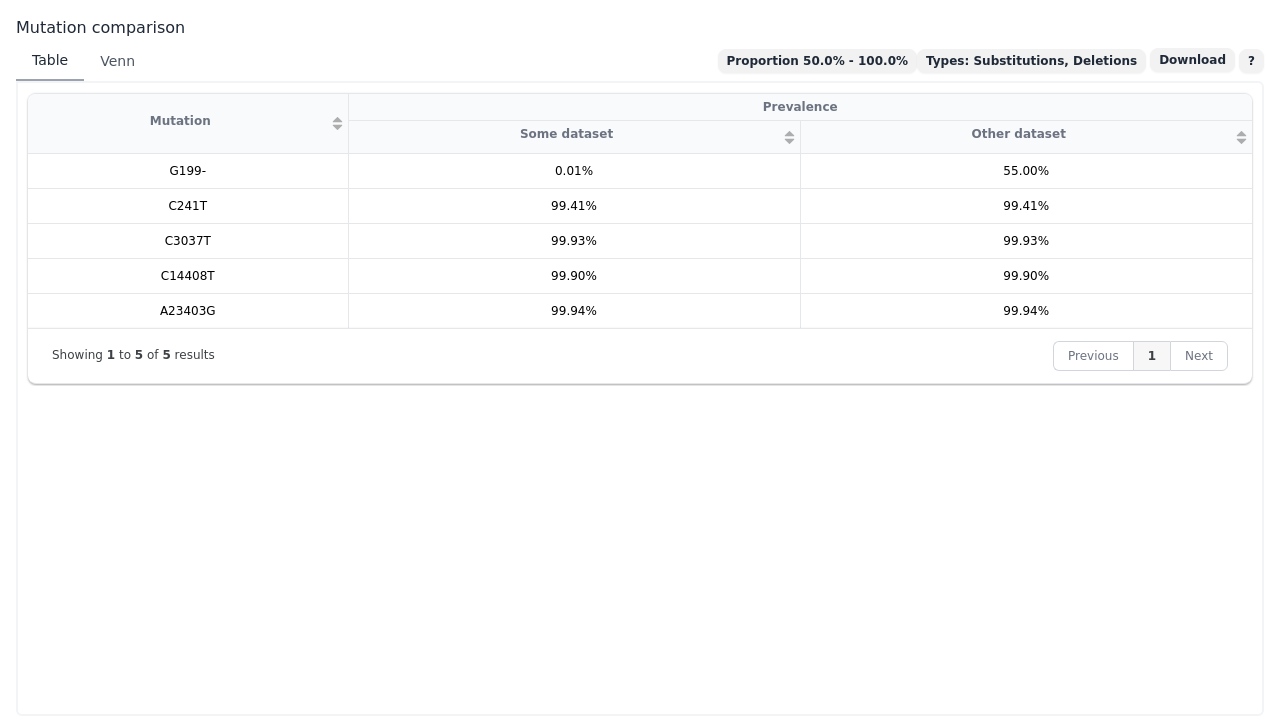 Mutation comparison
Table Venn Proportion 50.0% - 100.0% Types: Substitutions, Deletions Download ?
Mutation Prevalence
Some dataset Other dataset
G199- 0.01% 55.00%
C241T 99.41% 99.41%
C3037T 99.93% 99.93%
C14408T 99.90% 99.90%
A23403G 99.94% 99.94%
Showing 1 to 5 of 5 results Previous 1 Next